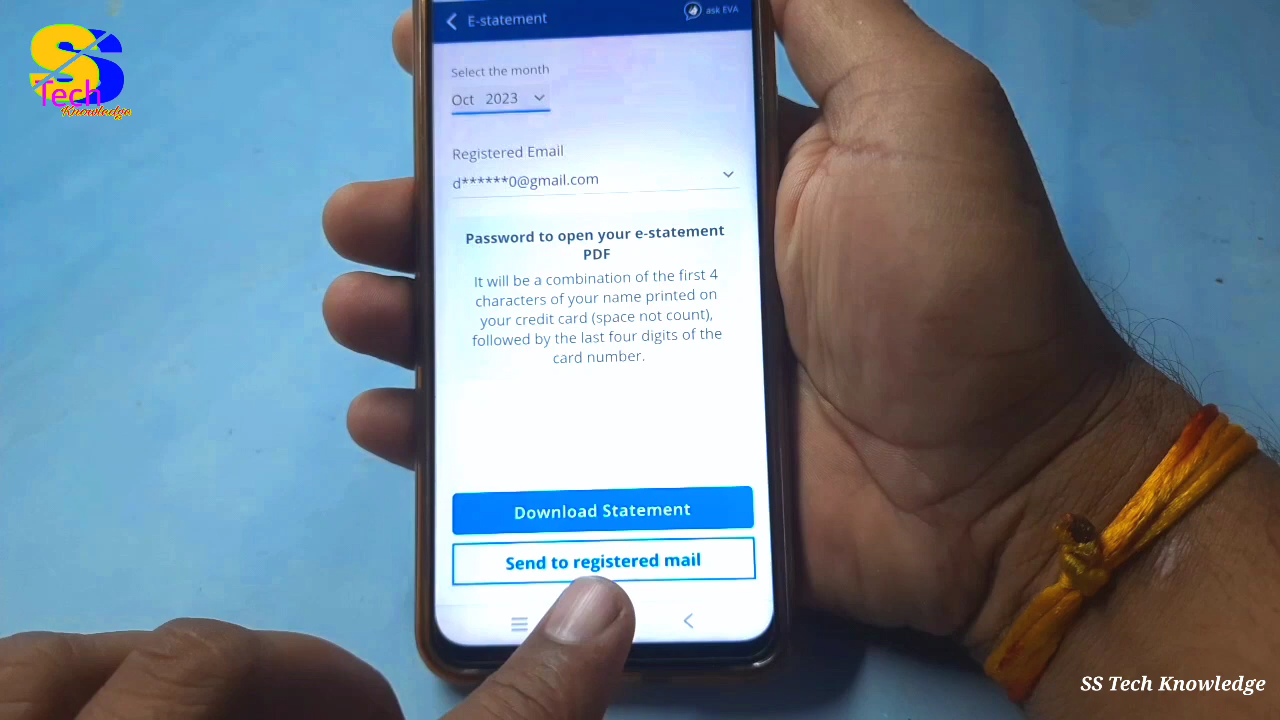 SS
Tech
Knowledge
E-statement
ask EVA
Select the month
Oct 2023
Registered Email
d******0@gmail.com
Password to open your e-statement
PDF
It will be a combination of the first 4
characters of your name printed on
your credit card (space not count),
followed by the last four digits of the
card number.
Download Statement
Send to registered mail
SS Tech Knowledge